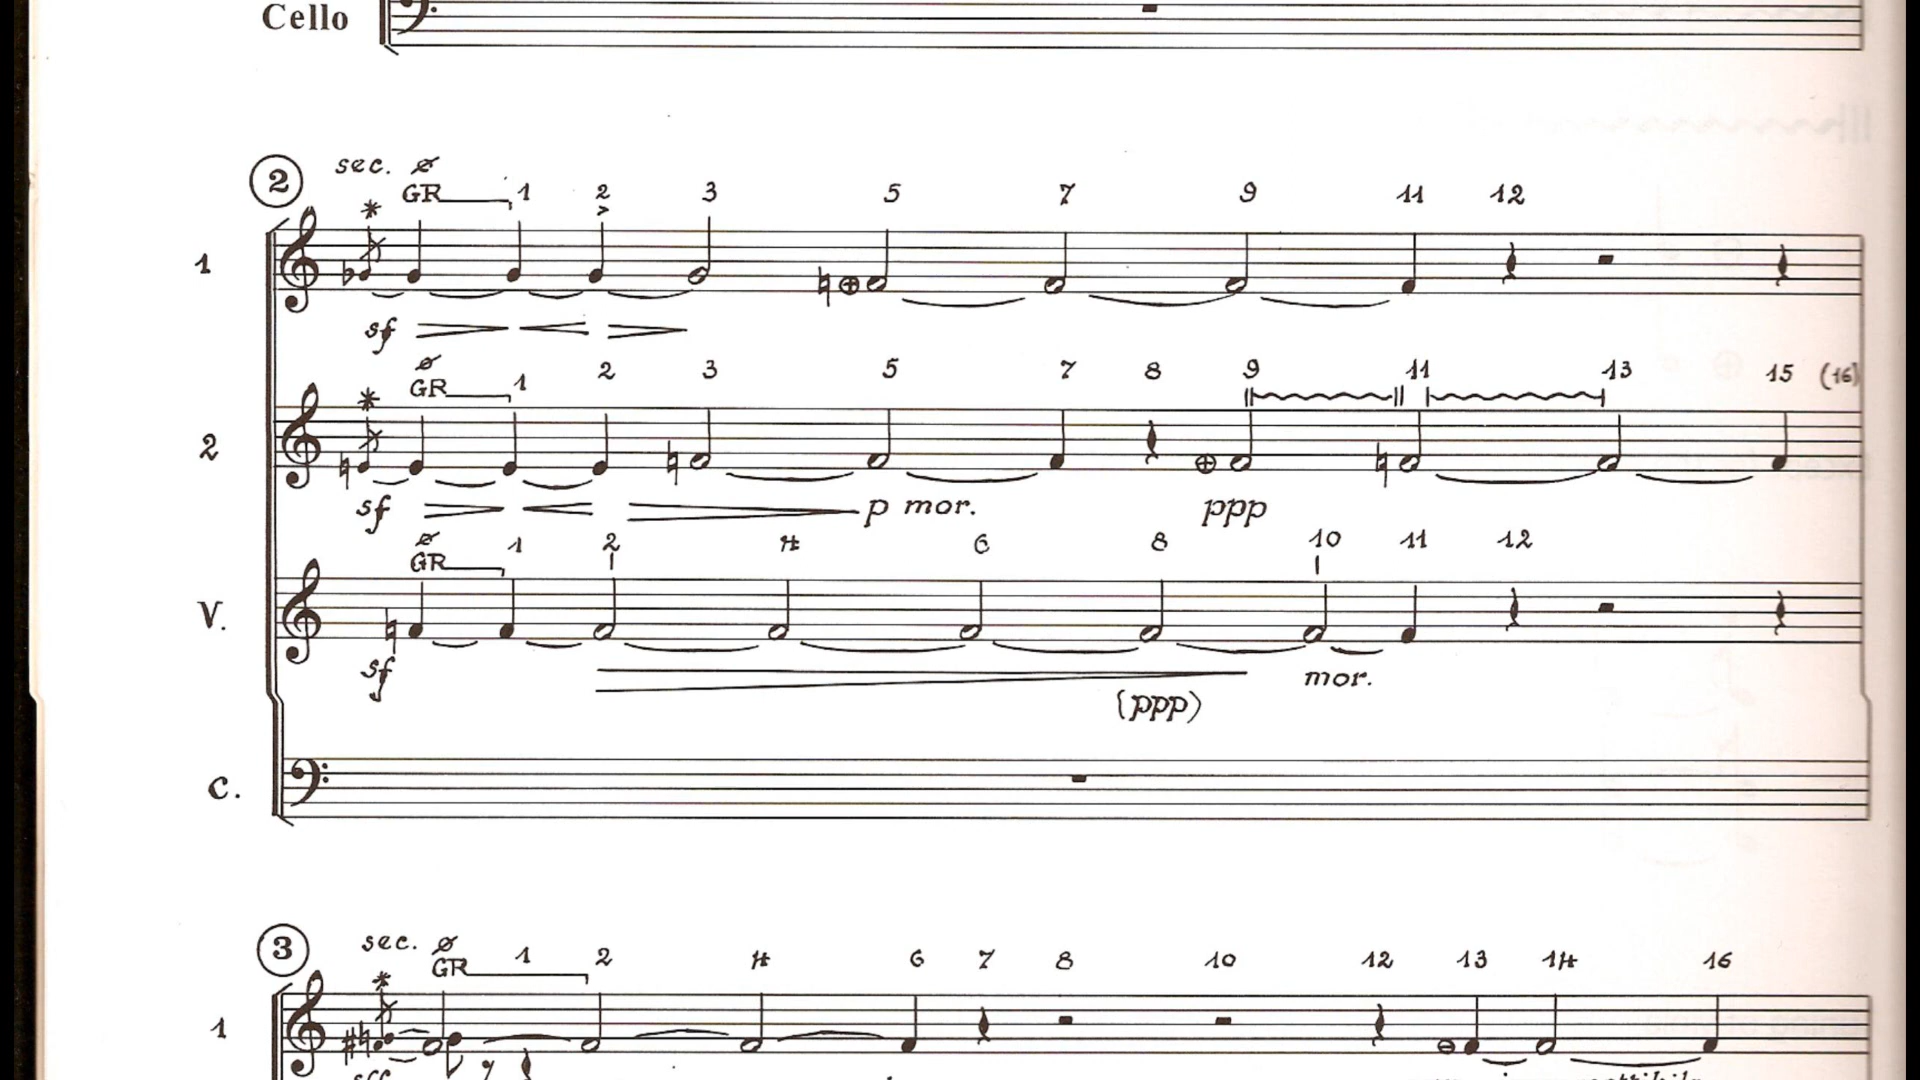 Cello
2 sec. ø
GR 1 2 3 5 7 9 11 12
*
1
sf
ø
GR 1 2 3 5 7 8 9 11 13 15 (16)
*
2
sf p mor. ppp
ø
GR 1 2 4 6 8 10 11 12
V.
sf mor.
(ppp)
C.
3 sec. ø
GR 1 2 4 6 7 8 10 12 13 14 16
*
1